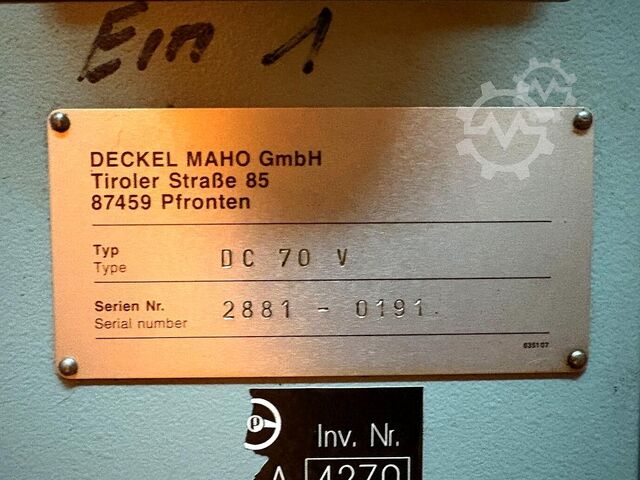 Ein 1
DECKEL MAHO GmbH
Tiroler Straße 85
87459 Pfronten
Typ
Type
DC 70 V
Serien Nr.
Serial number
2881 - 0191
635107
Inv. Nr.
A 4270